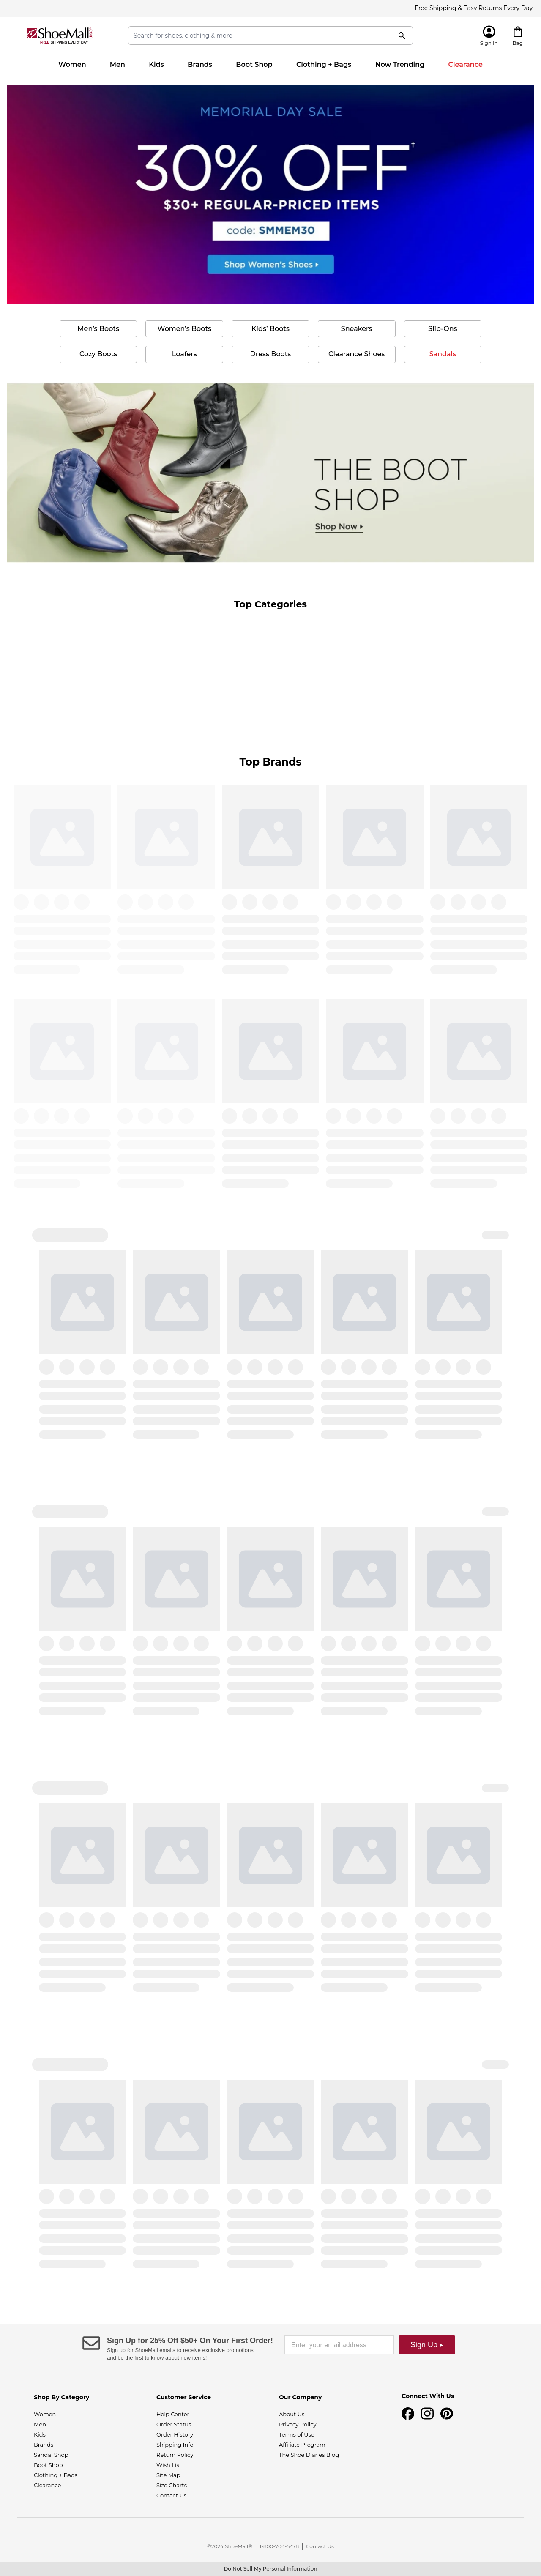 Free Shipping & Easy Returns Every Day
ShoeMall
FREE SHIPPING EVERY DAY
Search for shoes, clothing & more
Sign In
Bag
Women
Men
Kids
Brands
Boot Shop
Clothing + Bags
Now Trending
Clearance
MEMORIAL DAY SALE
30% OFF†
$30+ REGULAR-PRICED ITEMS
code: SMMEM30
Shop Women's Shoes ▸
Men's Boots
Women's Boots
Kids' Boots
Sneakers
Slip-Ons
Cozy Boots
Loafers
Dress Boots
Clearance Shoes
Sandals
THE BOOT
SHOP
Shop Now ▸
Top Categories
Top Brands
Sign Up for 25% Off $50+ On Your First Order!
Sign up for ShoeMall emails to receive exclusive promotions
and be the first to know about new items!
Enter your email address
Sign Up ▸
Shop By Category
Women
Men
Kids
Brands
Sandal Shop
Boot Shop
Clothing + Bags
Clearance
Customer Service
Help Center
Order Status
Order History
Shipping Info
Return Policy
Wish List
Site Map
Size Charts
Contact Us
Our Company
About Us
Privacy Policy
Terms of Use
Affiliate Program
The Shoe Diaries Blog
Connect With Us
©2024 ShoeMall® | 1-800-704-5478 | Contact Us
Do Not Sell My Personal Information